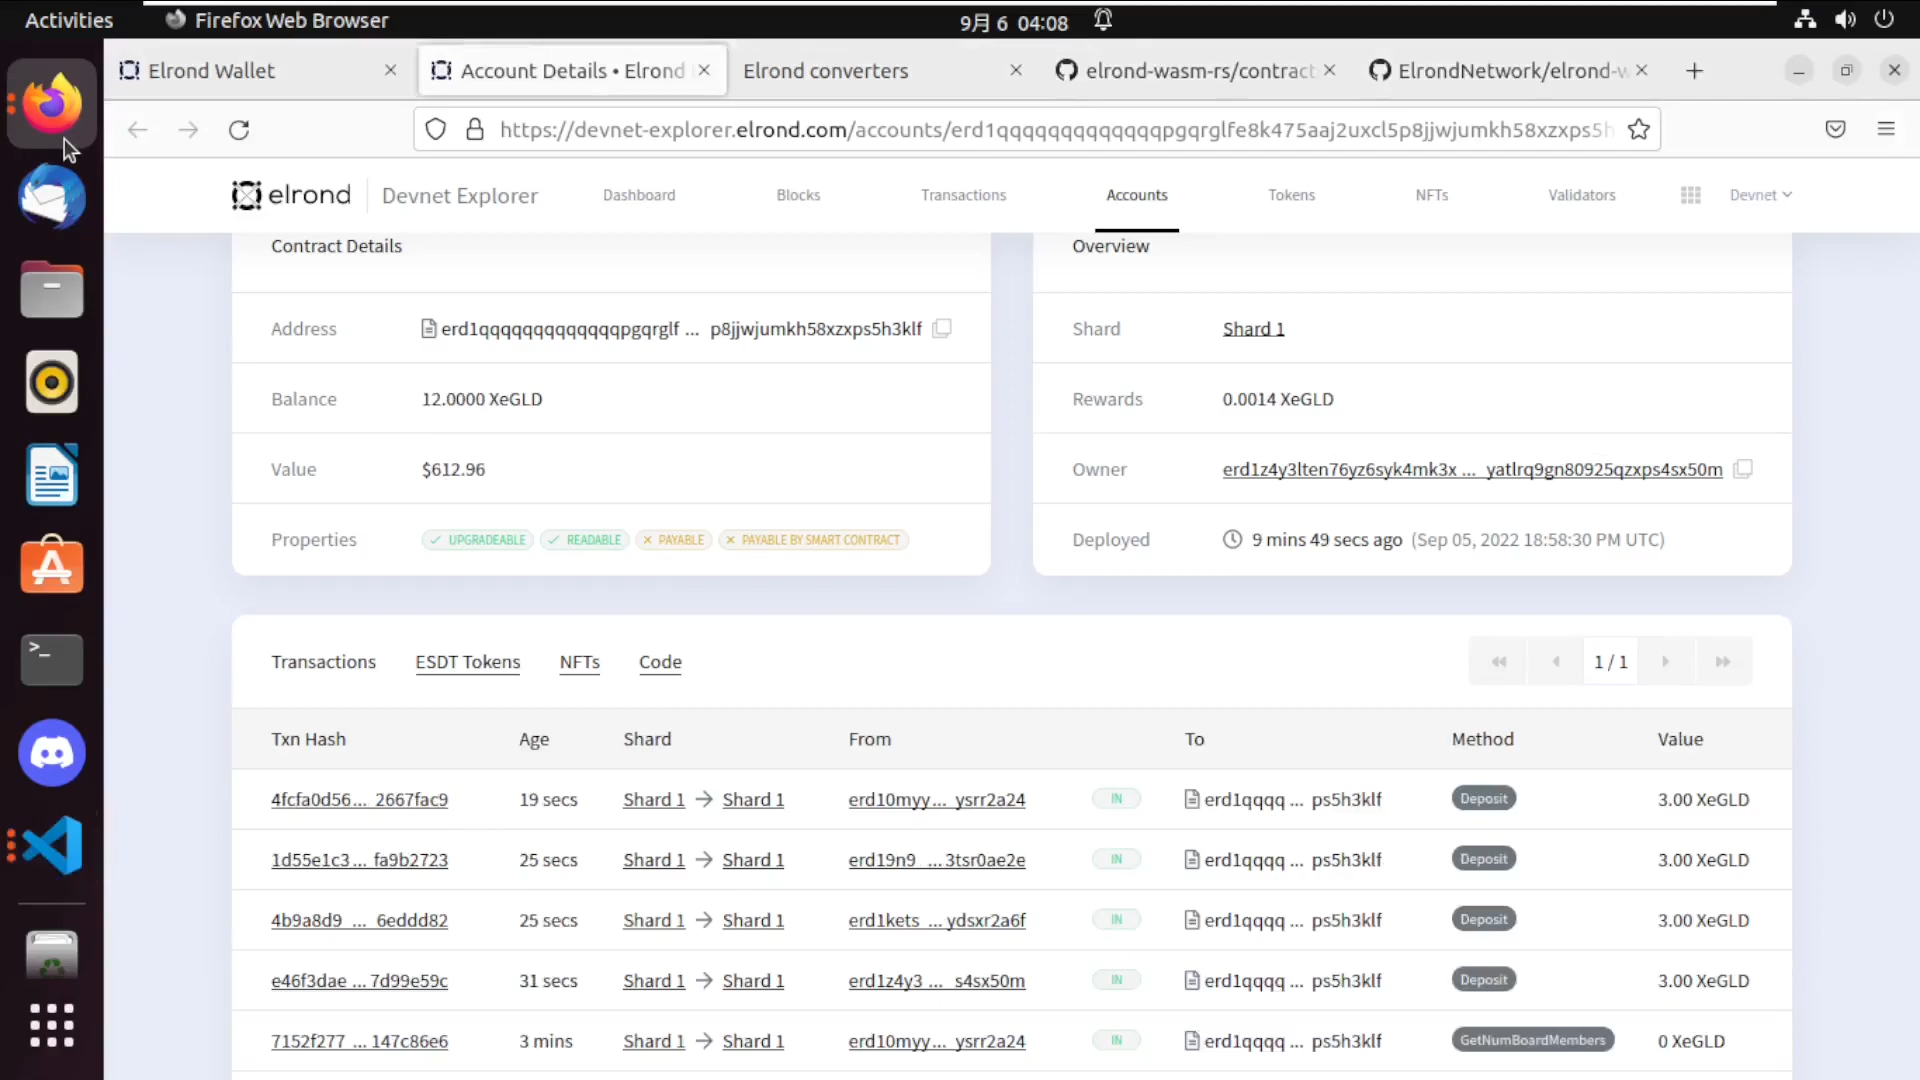 Activities Firefox Web Browser 9月 6 04:08
Elrond Wallet Account Details • Elrond Elrond converters elrond-wasm-rs/contract ElrondNetwork/elrond-w
https://devnet-explorer.elrond.com/accounts/erd1qqqqqqqqqqqqqpgqrglfe8k475aaj2uxcl5p8jjwjumkh58xzxps5h
elrond Devnet Explorer Dashboard Blocks Transactions Accounts Tokens NFTs Validators Devnet
Contract Details
Address erd1qqqqqqqqqqqqqpgqrglf ... p8jjwjumkh58xzxps5h3klf
Balance 12.0000 XeGLD
Value $612.96
Properties UPGRADEABLE READABLE PAYABLE PAYABLE BY SMART CONTRACT
Overview
Shard Shard 1
Rewards 0.0014 XeGLD
Owner erd1z4y3lten76yz6syk4mk3x ... yatlrq9gn80925qzxps4sx50m
Deployed 9 mins 49 secs ago (Sep 05, 2022 18:58:30 PM UTC)
Transactions ESDT Tokens NFTs Code 1 / 1
Txn Hash Age Shard From To Method Value
4fcfa0d56... 2667fac9 19 secs Shard 1 → Shard 1 erd10myy... ysrr2a24 IN erd1qqqq ... ps5h3klf Deposit 3.00 XeGLD
1d55e1c3 ... fa9b2723 25 secs Shard 1 → Shard 1 erd19n9 ...3tsr0ae2e IN erd1qqqq ... ps5h3klf Deposit 3.00 XeGLD
4b9a8d9 ... 6eddd82 25 secs Shard 1 → Shard 1 erd1kets ... ydsxr2a6f IN erd1qqqq ... ps5h3klf Deposit 3.00 XeGLD
e46f3dae ... 7d99e59c 31 secs Shard 1 → Shard 1 erd1z4y3 ... s4sx50m IN erd1qqqq ... ps5h3klf Deposit 3.00 XeGLD
7152f277 ... 147c86e6 3 mins Shard 1 → Shard 1 erd10myy... ysrr2a24 IN erd1qqqq ... ps5h3klf GetNumBoardMembers 0 XeGLD